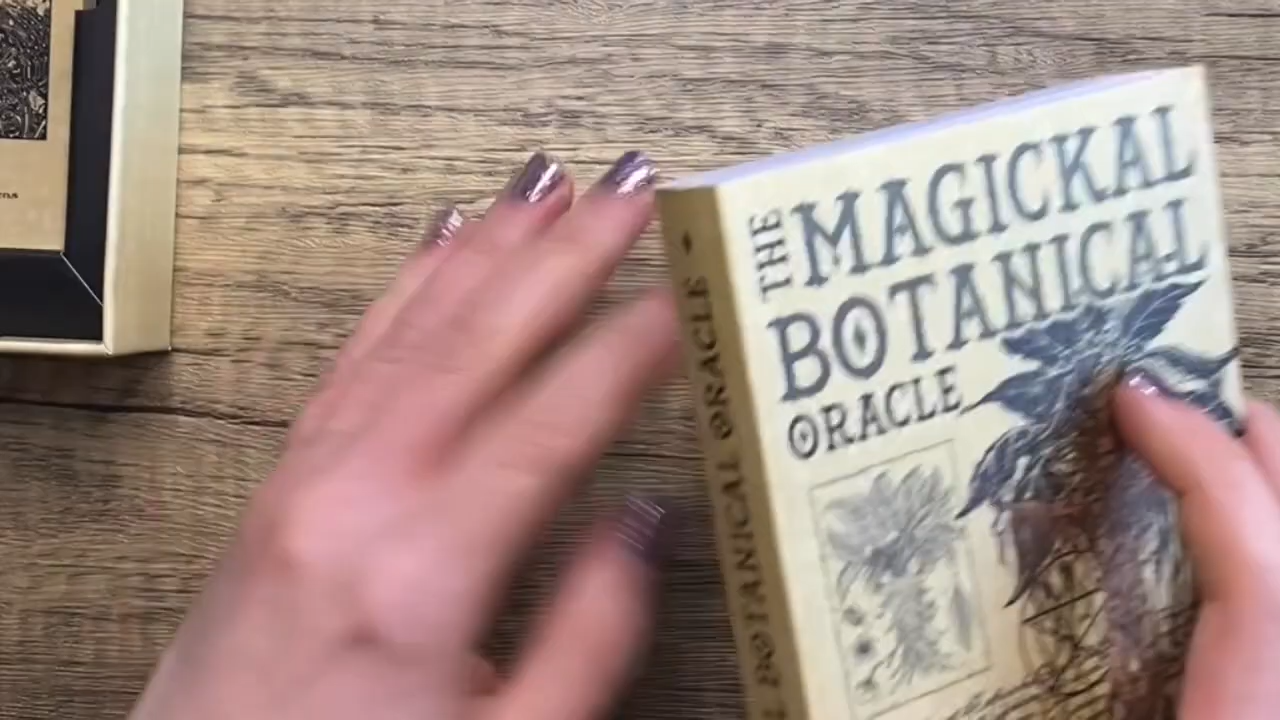 THE
MAGICKAL
BOTANICAL
ORACLE
BOTANICAL ORACLE